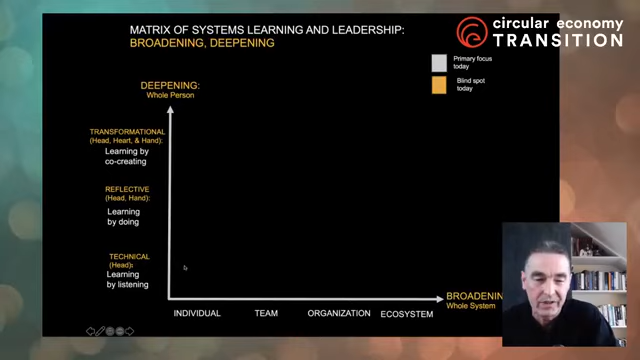 MATRIX OF SYSTEMS LEARNING AND LEADERSHIP:
BROADENING, DEEPENING
circular economy
TRANSITION
Primary focus
today
Blind spot
today
DEEPENING:
Whole Person
TRANSFORMATIONAL
(Head, Heart, & Hand):
Learning by
co-creating
REFLECTIVE
(Head, Hand):
Learning
by doing
TECHNICAL
(Head):
Learning
by listening
BROADENIN
Whole System
INDIVIDUAL
TEAM
ORGANIZATION
ECOSYSTEM